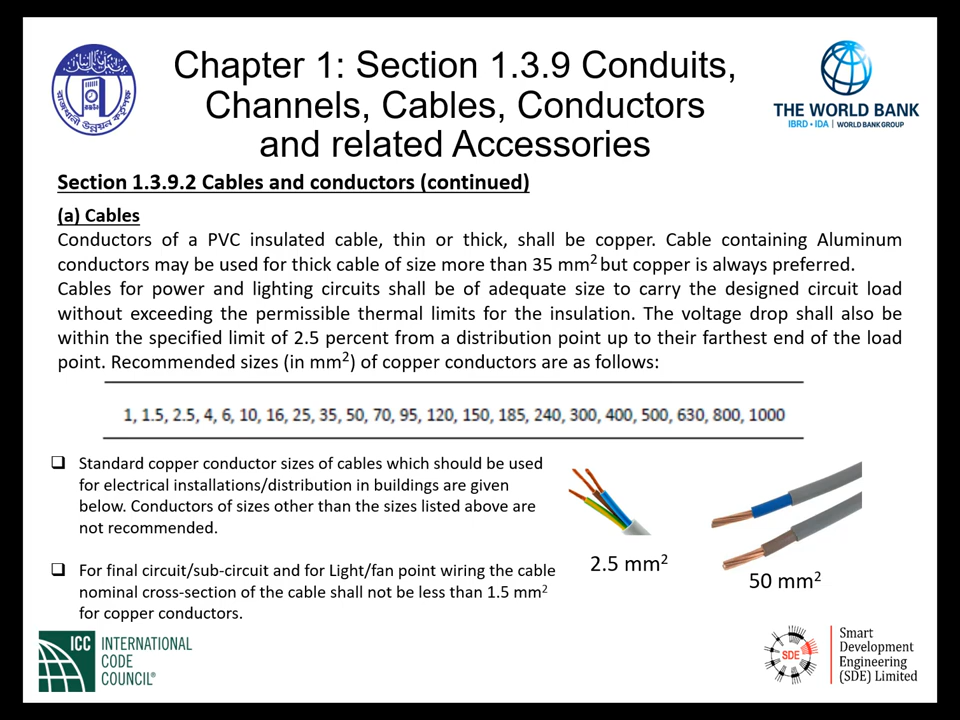 Chapter 1: Section 1.3.9 Conduits,
Channels, Cables, Conductors
and related Accessories
THE WORLD BANK
IBRD • IDA | WORLD BANK GROUP
Section 1.3.9.2 Cables and conductors (continued)
(a) Cables
Conductors of a PVC insulated cable, thin or thick, shall be copper. Cable containing Aluminum
conductors may be used for thick cable of size more than 35 mm² but copper is always preferred.
Cables for power and lighting circuits shall be of adequate size to carry the designed circuit load
without exceeding the permissible thermal limits for the insulation. The voltage drop shall also be
within the specified limit of 2.5 percent from a distribution point up to their farthest end of the load
point. Recommended sizes (in mm²) of copper conductors are as follows:
1, 1.5, 2.5, 4, 6, 10, 16, 25, 35, 50, 70, 95, 120, 150, 185, 240, 300, 400, 500, 630, 800, 1000
❑ Standard copper conductor sizes of cables which should be used
for electrical installations/distribution in buildings are given
below. Conductors of sizes other than the sizes listed above are
not recommended.
❑ For final circuit/sub-circuit and for Light/fan point wiring the cable
nominal cross-section of the cable shall not be less than 1.5 mm²
for copper conductors.
2.5 mm²
50 mm²
ICC INTERNATIONAL
CODE
COUNCIL®
SDE
Smart
Development
Engineering
(SDE) Limited